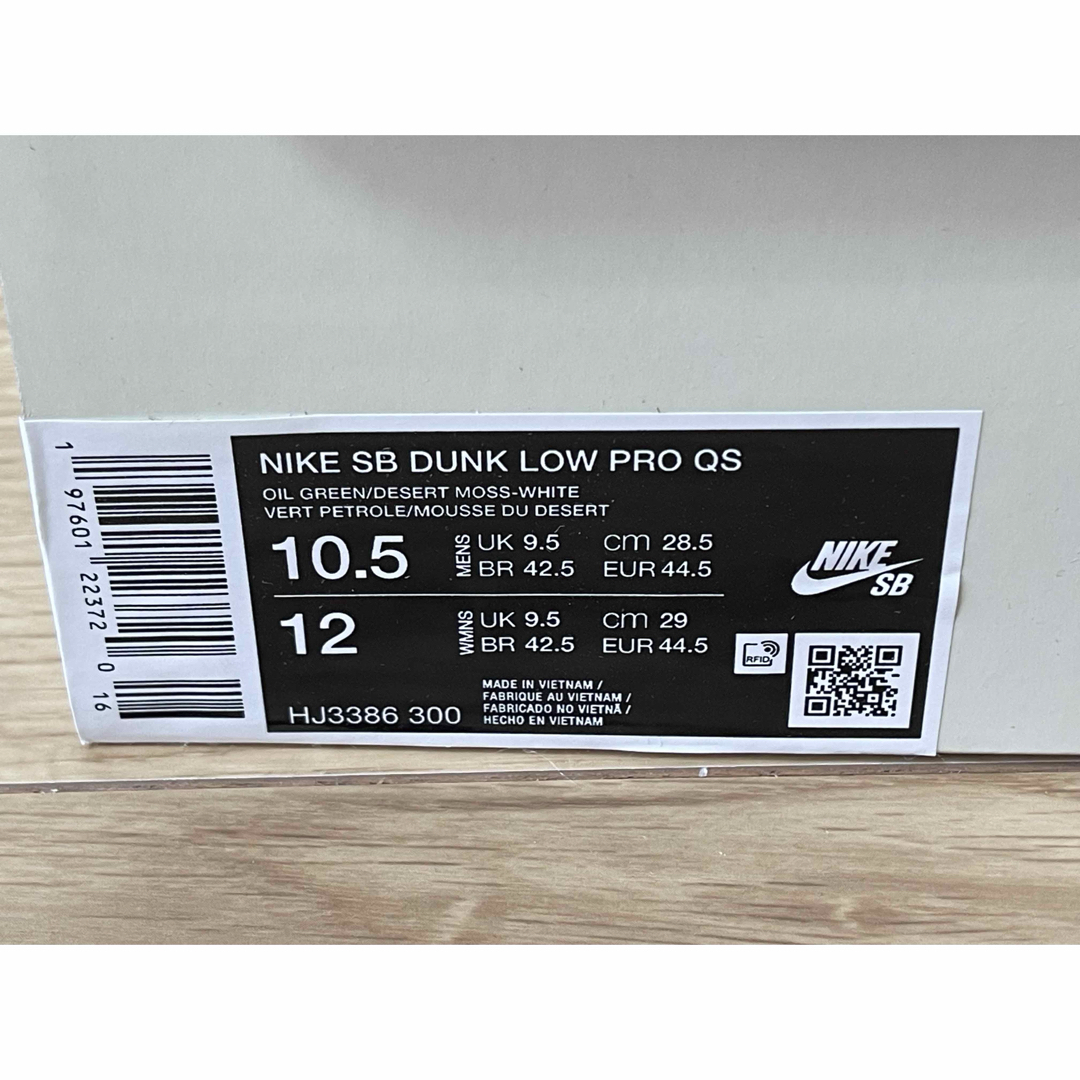 NIKE SB DUNK LOW PRO QS
OIL GREEN/DESERT MOSS-WHITE
VERT PETROLE/MOUSSE DU DESERT
10.5 MENS UK 9.5 cm 28.5
BR 42.5 EUR 44.5
12 WMNS UK 9.5 cm 29
BR 42.5 EUR 44.5
HJ3386 300
MADE IN VIETNAM /
FABRIQUE AU VIETNAM /
FABRICADO NO VIETNÃ /
HECHO EN VIETNAM
NIKE
SB
RFID
1 97601 22372 0 16